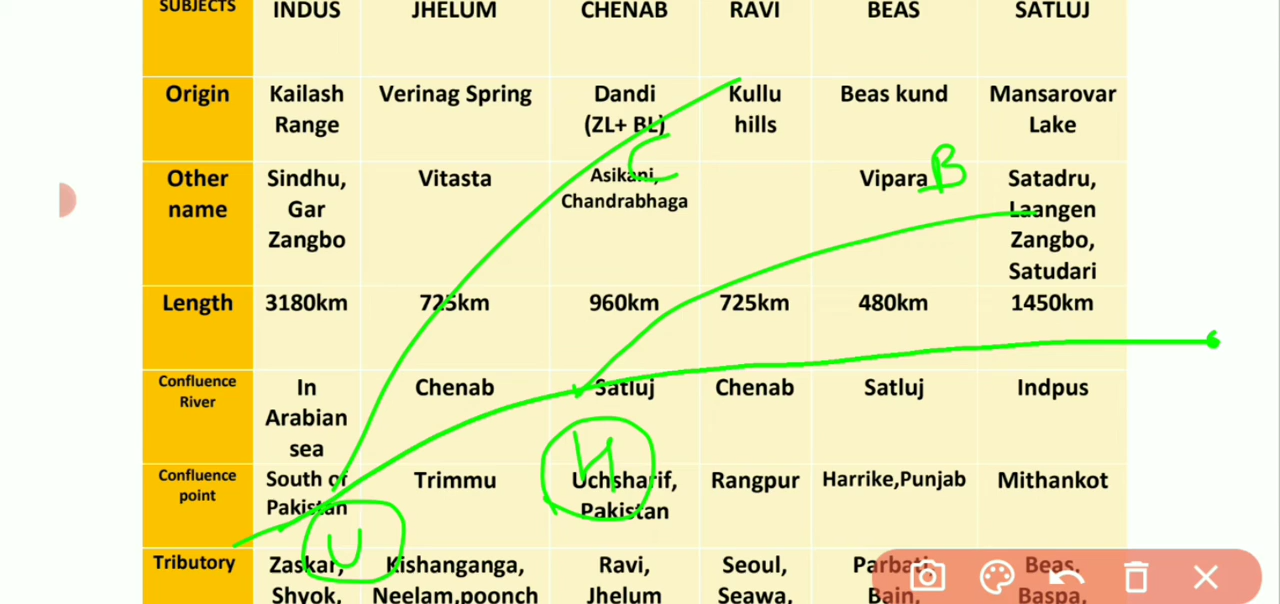 SUBJECTS INDUS JHELUM CHENAB RAVI BEAS SATLUJ
Origin Kailash Verinag Spring Dandi Kullu Beas kund Mansarovar
Range (ZL+ BL) hills Lake
C
Other Sindhu, Vitasta Asikani, Vipara B Satadru,
name Gar Chandrabhaga Laangen
Zangbo Zangbo,
Satudari
Length 3180km 725km 960km 725km 480km 1450km
Confluence In Chenab Satluj Chenab Satluj Indpus
River Arabian
sea
H
Confluence South of Trimmu Uchsharif, Rangpur Harrike,Punjab Mithankot
point Pakistan Pakistan
U
Tributory Zaskar, Kishanganga, Ravi, Seoul, Parbati, Beas,
Shyok, Neelam,poonch Jhelum Seawa, Bain, Baspa,